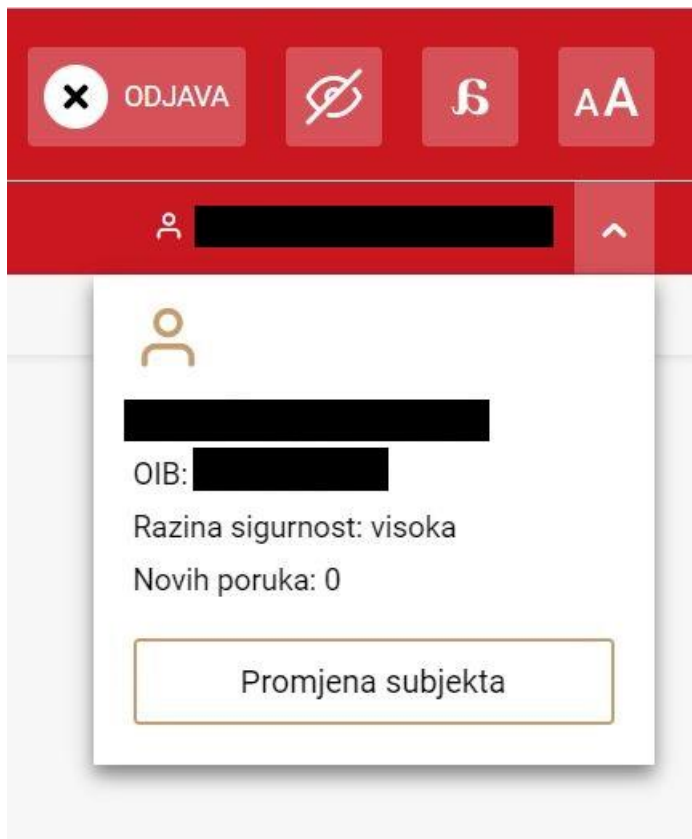 ODJAVA
AA
OIB:
Razina sigurnost: visoka
Novih poruka: 0
Promjena subjekta